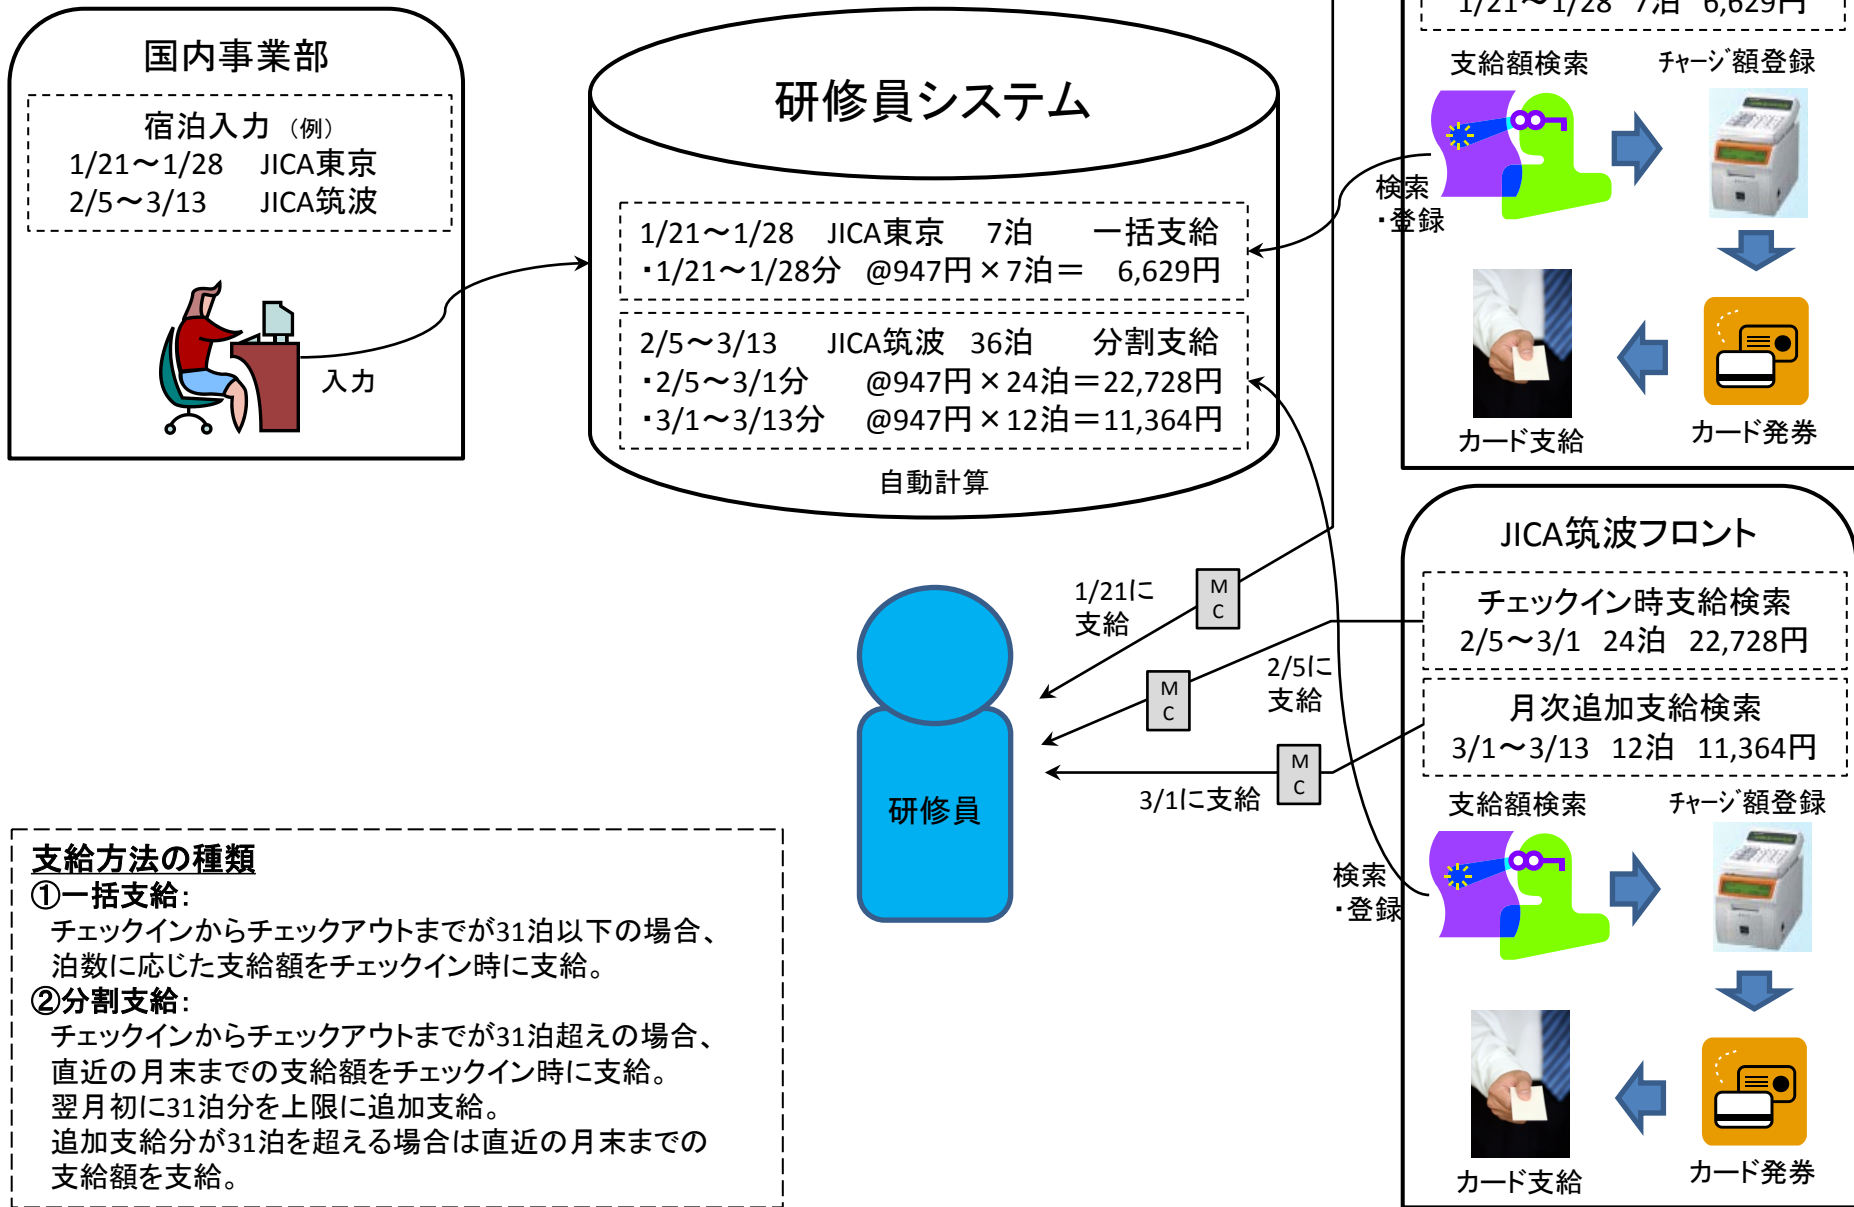 国内事業部
宿泊入力 （例）
1/21～1/28 JICA東京
2/5～3/13 JICA筑波
入力
研修員システム
1/21～1/28 JICA東京 7泊 一括支給
・1/21～1/28分 @947円×7泊＝ 6,629円
2/5～3/13 JICA筑波 36泊 分割支給
・2/5～3/1分 @947円×24泊＝22,728円
・3/1～3/13分 @947円×12泊＝11,364円
自動計算
1/21～1/28 7泊 6,629円
支給額検索 ﾁｬｰｼﾞ額登録
検索
・登録
カード支給 カード発券
JICA筑波フロント
チェックイン時支給検索
2/5～3/1 24泊 22,728円
月次追加支給検索
3/1～3/13 12泊 11,364円
支給額検索 ﾁｬｰｼﾞ額登録
検索
・登録
カード支給 カード発券
1/21に
支給
M
C
2/5に
支給
M
C
3/1に支給
M
C
研修員
支給方法の種類
①一括支給：
チェックインからチェックアウトまでが31泊以下の場合、
泊数に応じた支給額をチェックイン時に支給。
②分割支給：
チェックインからチェックアウトまでが31泊超えの場合、
直近の月末までの支給額をチェックイン時に支給。
翌月初に31泊分を上限に追加支給。
追加支給分が31泊を超える場合は直近の月末までの
支給額を支給。